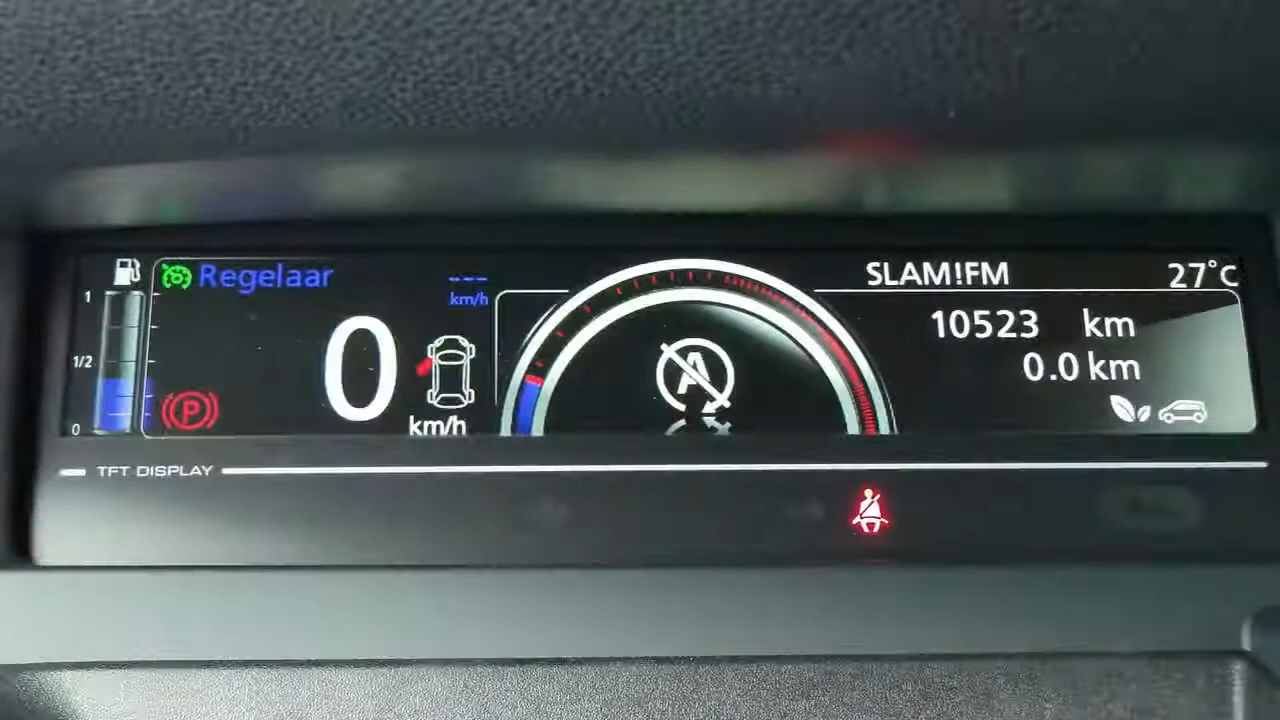 Regelaar
--- km/h
SLAM!FM
27°C
1
1/2
0
P
0
km/h
A
10523 km
0.0 km
TFT DISPLAY